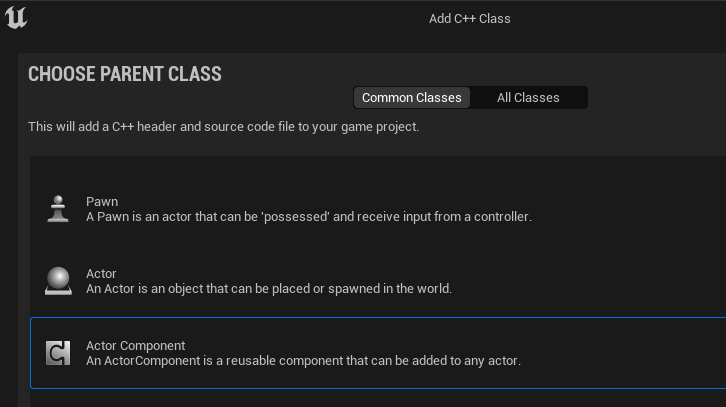 Add C++ Class
CHOOSE PARENT CLASS
Common Classes
All Classes
This will add a C++ header and source code file to your game project.
Pawn
A Pawn is an actor that can be 'possessed' and receive input from a controller.
Actor
An Actor is an object that can be placed or spawned in the world.
Actor Component
An ActorComponent is a reusable component that can be added to any actor.